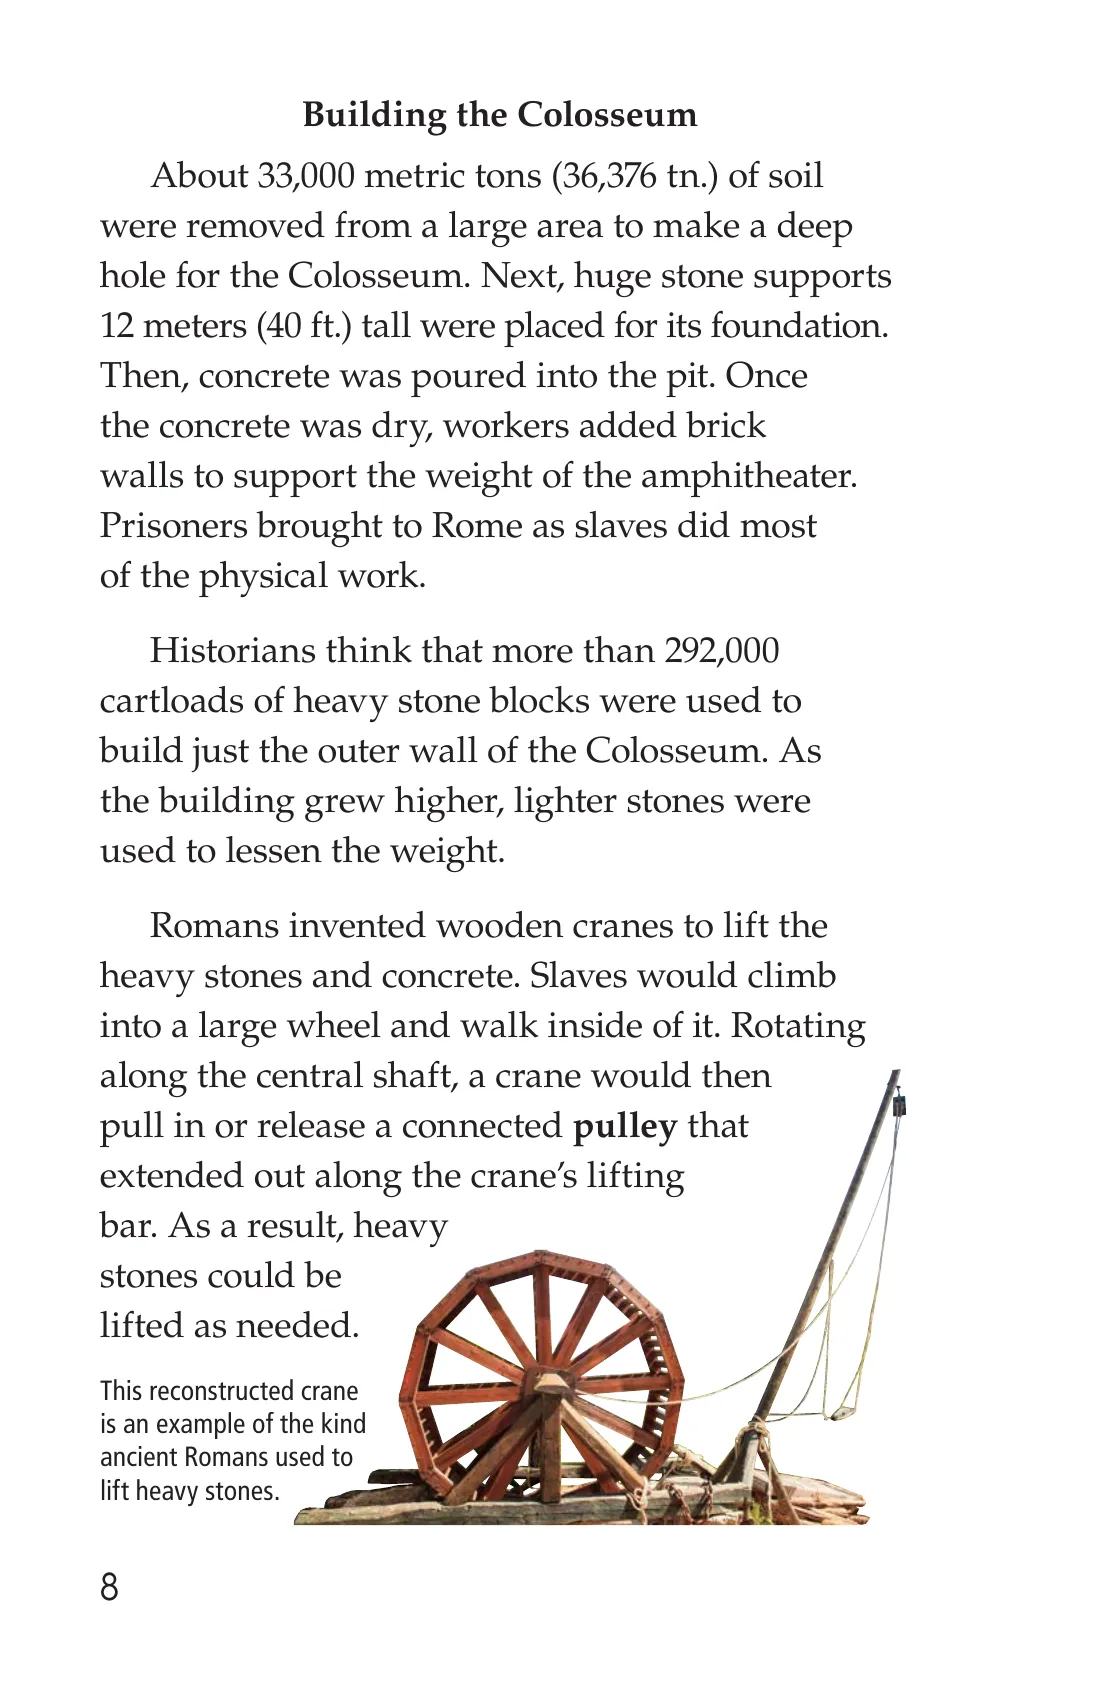 Building the Colosseum
About 33,000 metric tons (36,376 tn.) of soil
were removed from a large area to make a deep
hole for the Colosseum. Next, huge stone supports
12 meters (40 ft.) tall were placed for its foundation.
Then, concrete was poured into the pit. Once
the concrete was dry, workers added brick
walls to support the weight of the amphitheater.
Prisoners brought to Rome as slaves did most
of the physical work.
Historians think that more than 292,000
cartloads of heavy stone blocks were used to
build just the outer wall of the Colosseum. As
the building grew higher, lighter stones were
used to lessen the weight.
Romans invented wooden cranes to lift the
heavy stones and concrete. Slaves would climb
into a large wheel and walk inside of it. Rotating
along the central shaft, a crane would then
pull in or release a connected pulley that
extended out along the crane’s lifting
bar. As a result, heavy
stones could be
lifted as needed.
This reconstructed crane
is an example of the kind
ancient Romans used to
lift heavy stones.
8